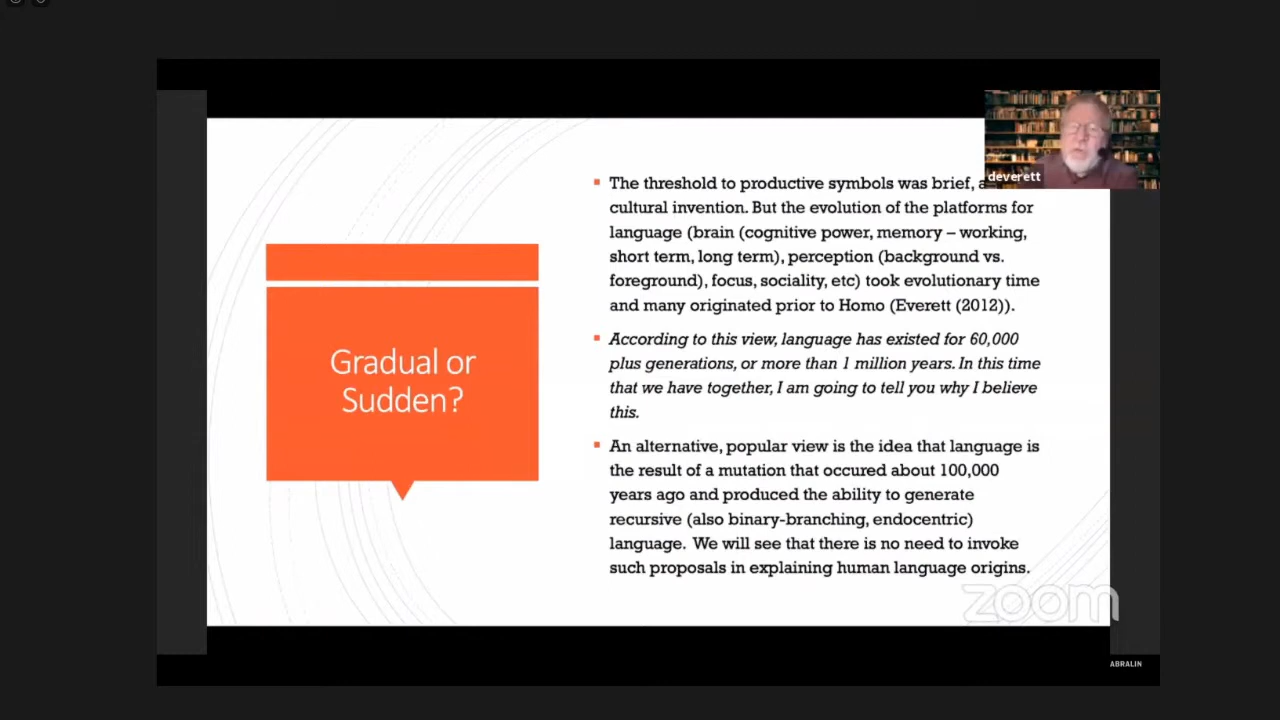 deverett
Gradual or
Sudden?
The threshold to productive symbols was brief,
cultural invention. But the evolution of the platforms for
language (brain (cognitive power, memory – working,
short term, long term), perception (background vs.
foreground), focus, sociality, etc) took evolutionary time
and many originated prior to Homo (Everett (2012)).
According to this view, language has existed for 60,000
plus generations, or more than 1 million years. In this time
that we have together, I am going to tell you why I believe
this.
An alternative, popular view is the idea that language is
the result of a mutation that occured about 100,000
years ago and produced the ability to generate
recursive (also binary-branching, endocentric)
language. We will see that there is no need to invoke
such proposals in explaining human language origins.
zoom
ABRALIN